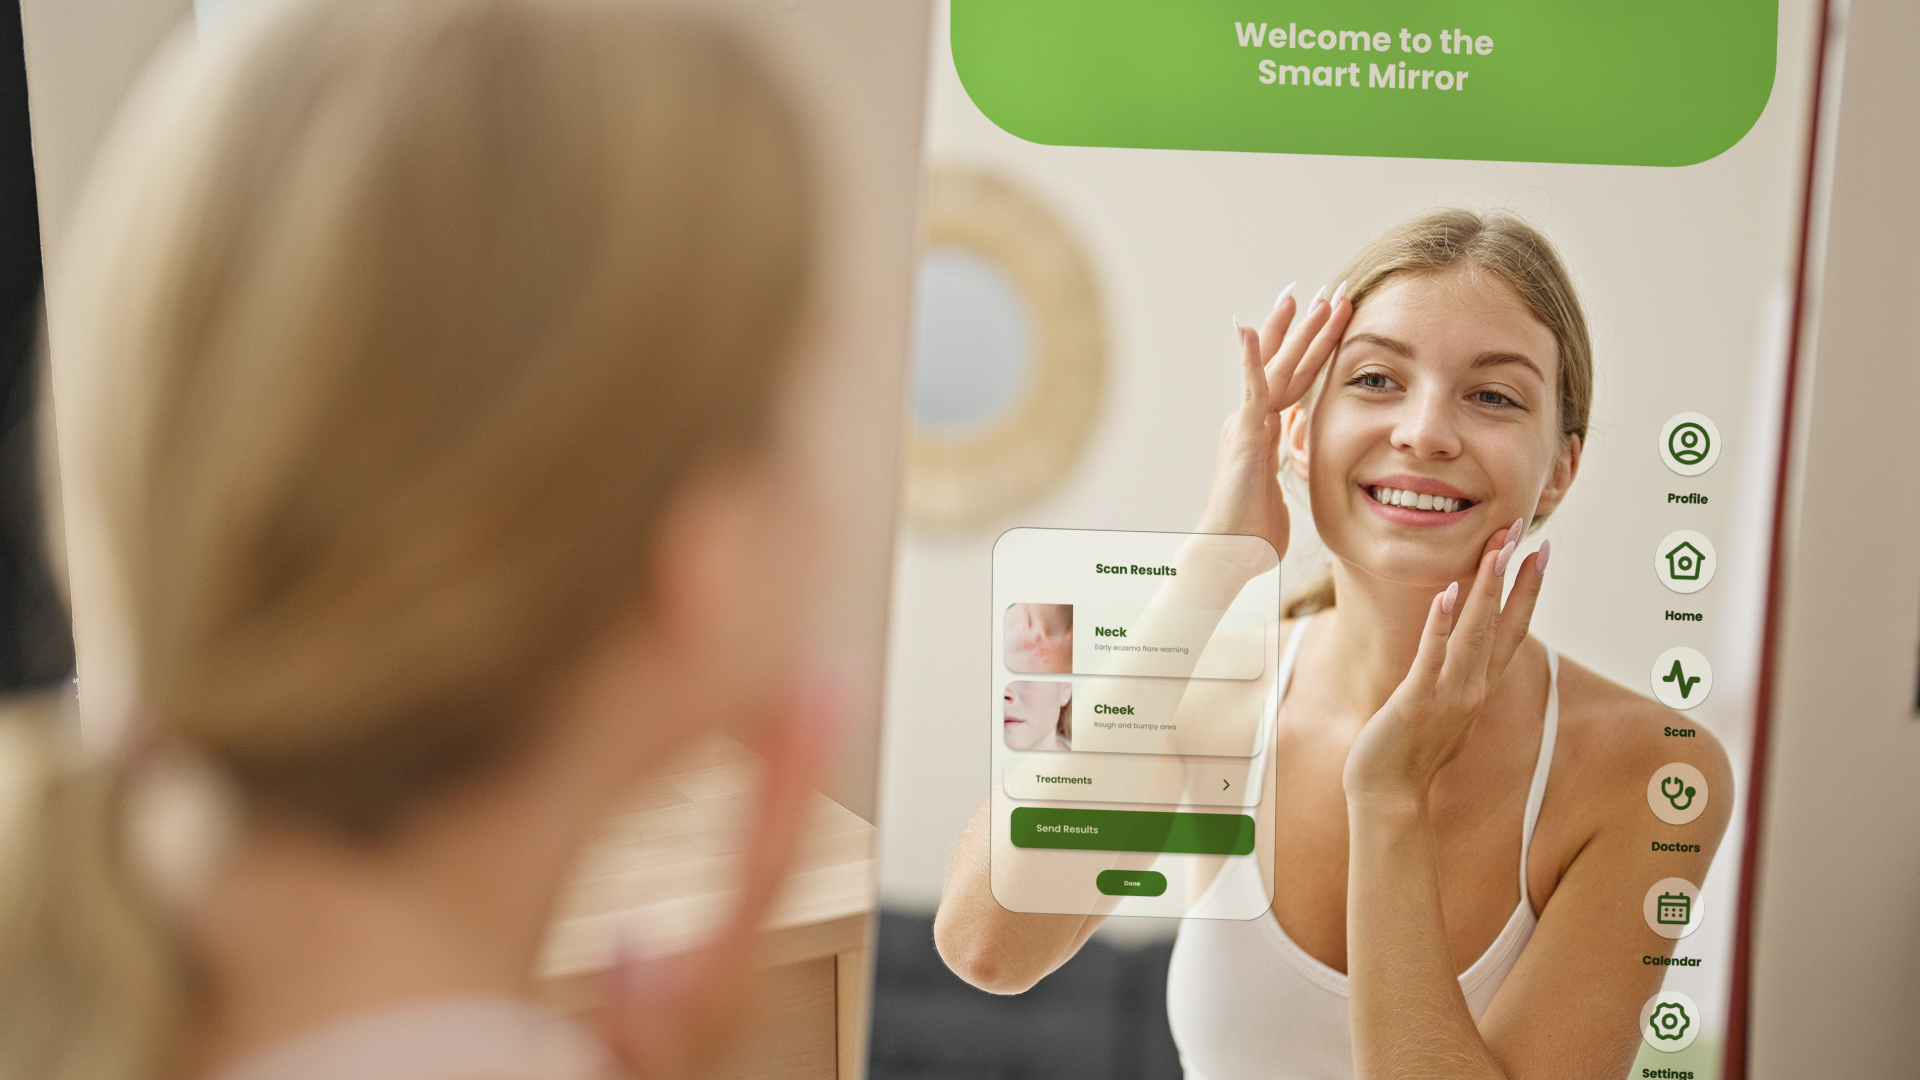 Welcome to the
Smart Mirror
Scan Results
Neck
Early eczema flare warning
Cheek
Rough and bumpy area
Treatments
Send Results
Done
Profile
Home
Scan
Doctors
Calendar
Settings